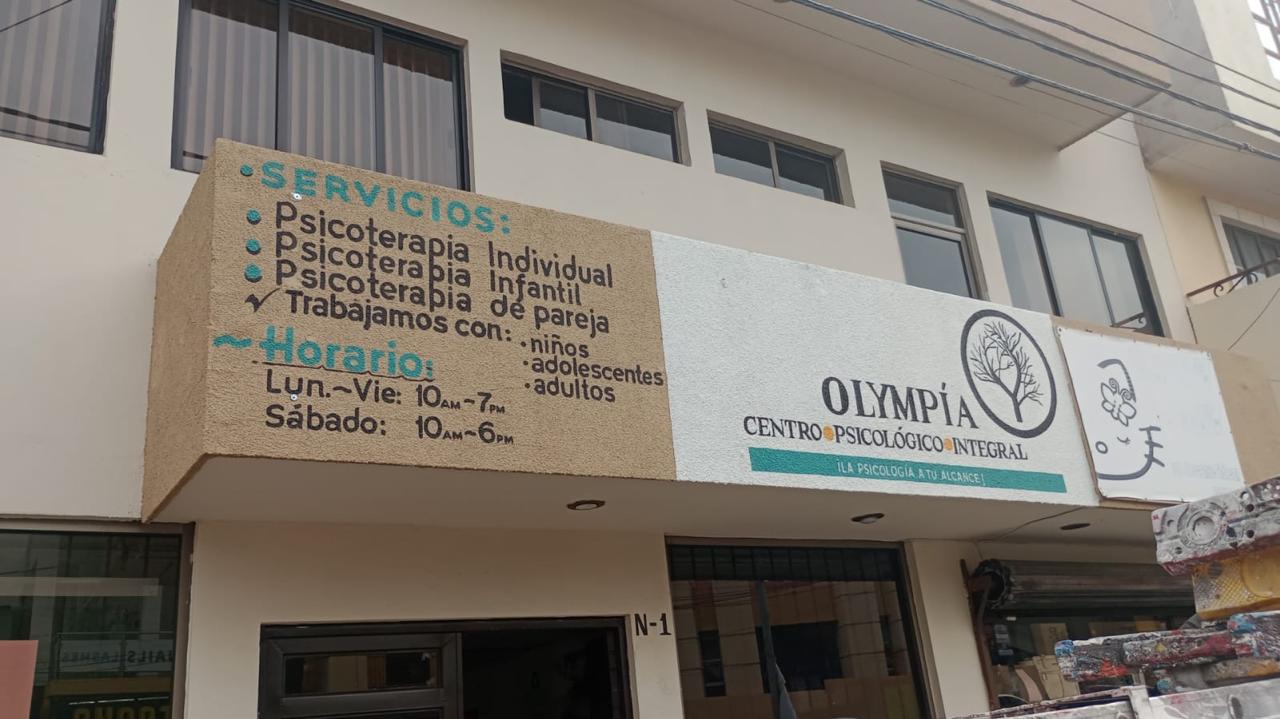 •SERVICIOS:
• Psicoterapia Individual
• Psicoterapia Infantil
• Psicoterapia de pareja
✓ Trabajamos con: •niños
•adolescentes
•adultos
~Horario:
Lun.~Vie: 10AM~7PM
Sábado: 10AM~6PM
OLYMPÍA
CENTRO•PSICOLÓGICO•INTEGRAL
¡LA PSICOLOGÍA A TU ALCANCE!
N-1